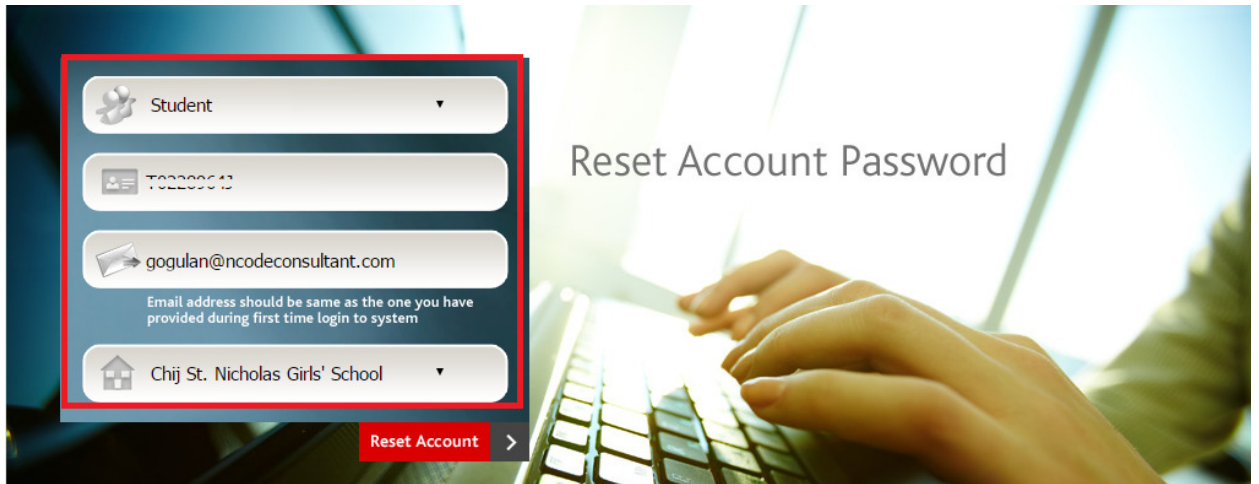 Student
gogulan@ncodeconsultant.com
Email address should be same as the one you have
provided during first time login to system
Chij St. Nicholas Girls' School
Reset Account
Reset Account Password